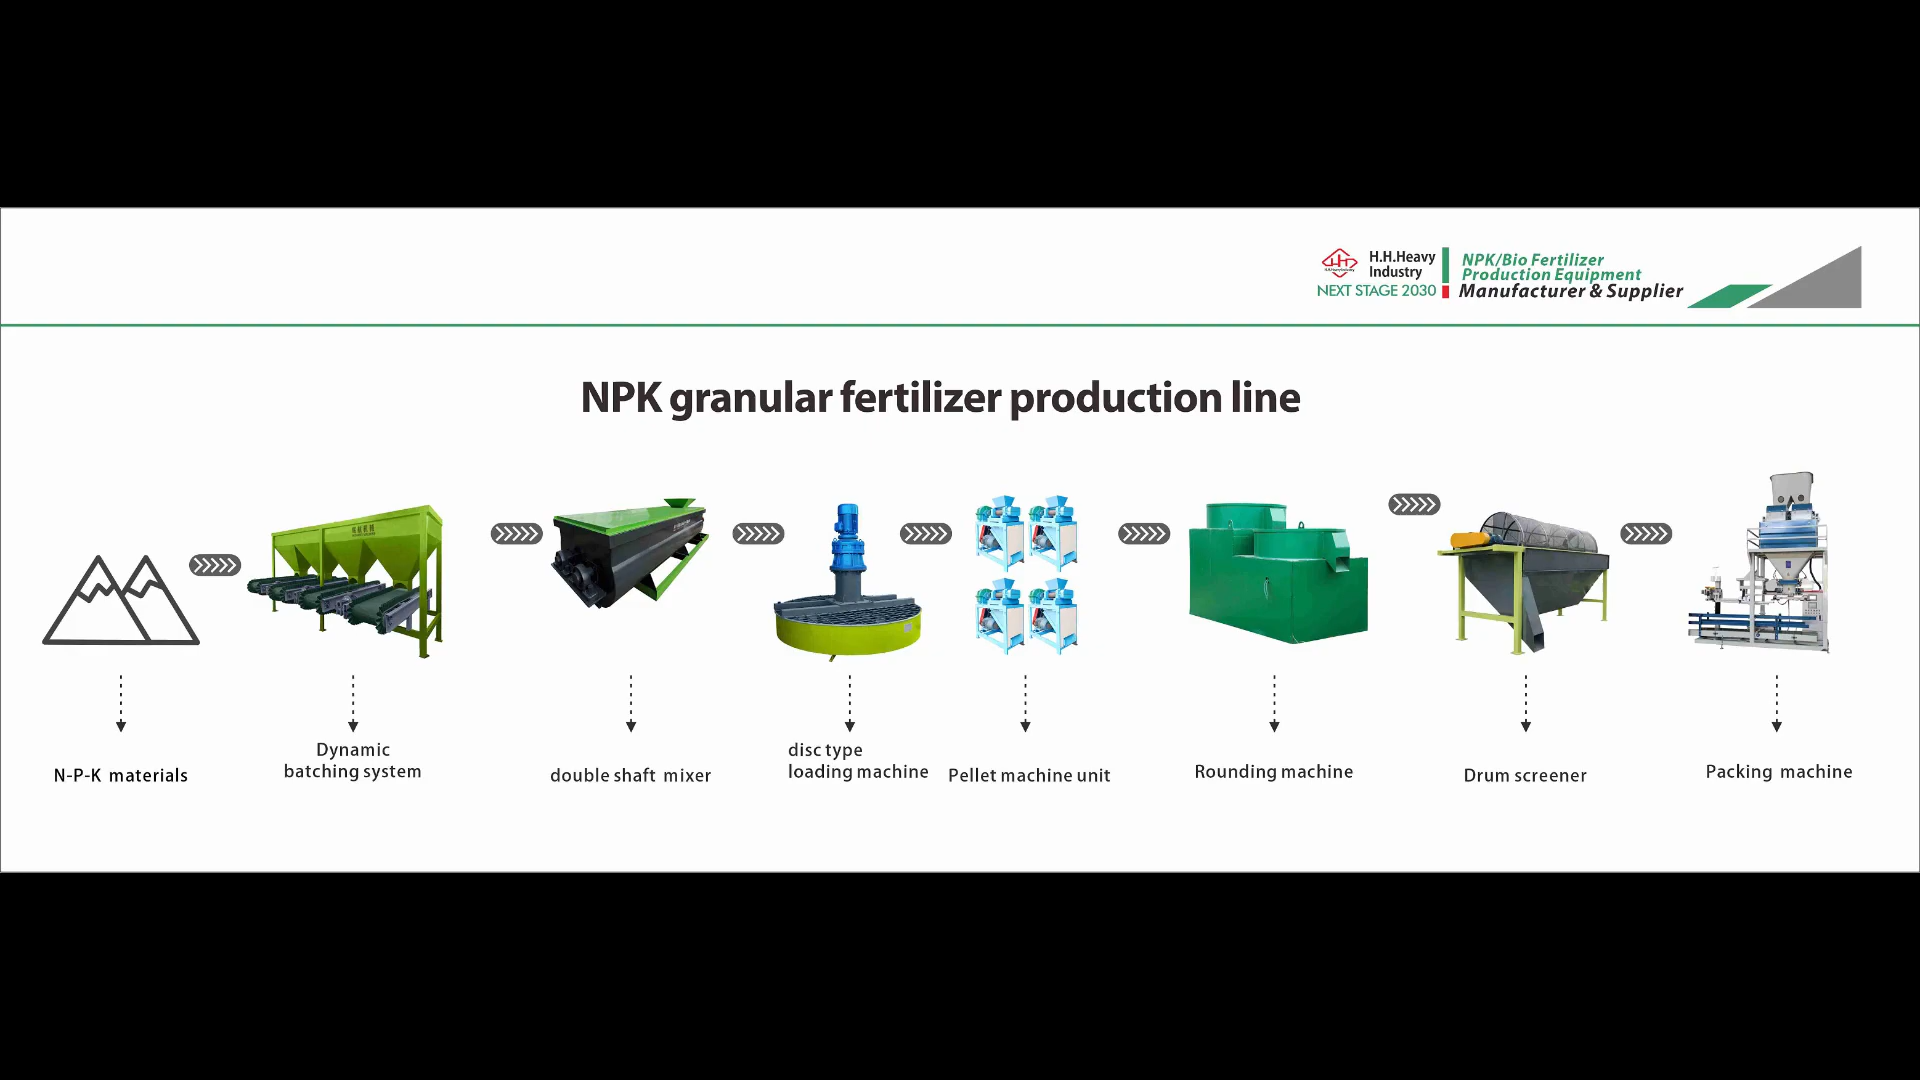 H.H.Heavy
Industry
NEXT STAGE 2030
NPK/Bio Fertilizer
Production Equipment
Manufacturer & Supplier
NPK granular fertilizer production line
N-P-K materials
Dynamic
batching system
double shaft mixer
disc type
loading machine
Pellet machine unit
Rounding machine
Drum screener
Packing machine